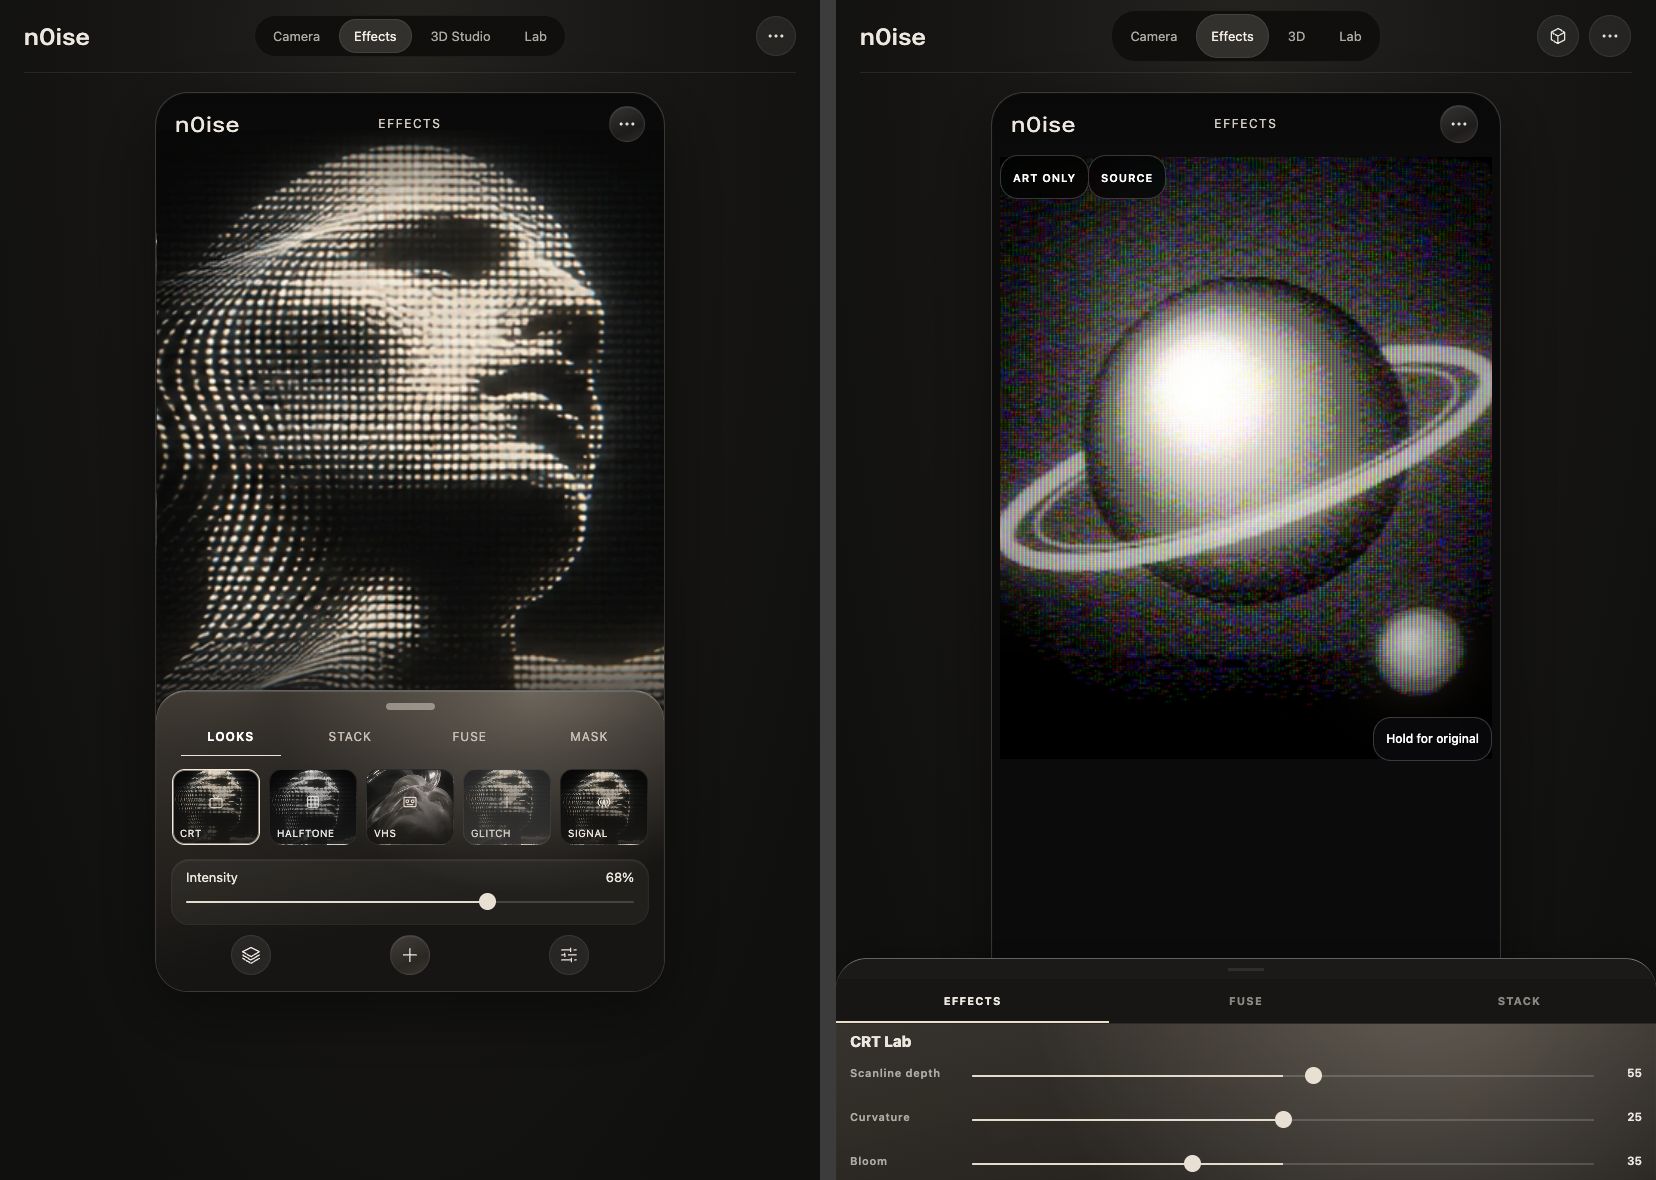 n0ise
Camera Effects 3D Studio Lab
n0ise EFFECTS
LOOKS STACK FUSE MASK
CRT HALFTONE VHS GLITCH SIGNAL
Intensity 68%
n0ise
Camera Effects 3D Lab
n0ise EFFECTS
ART ONLY SOURCE
Hold for original
EFFECTS FUSE STACK
CRT Lab
Scanline depth 55
Curvature 25
Bloom 35